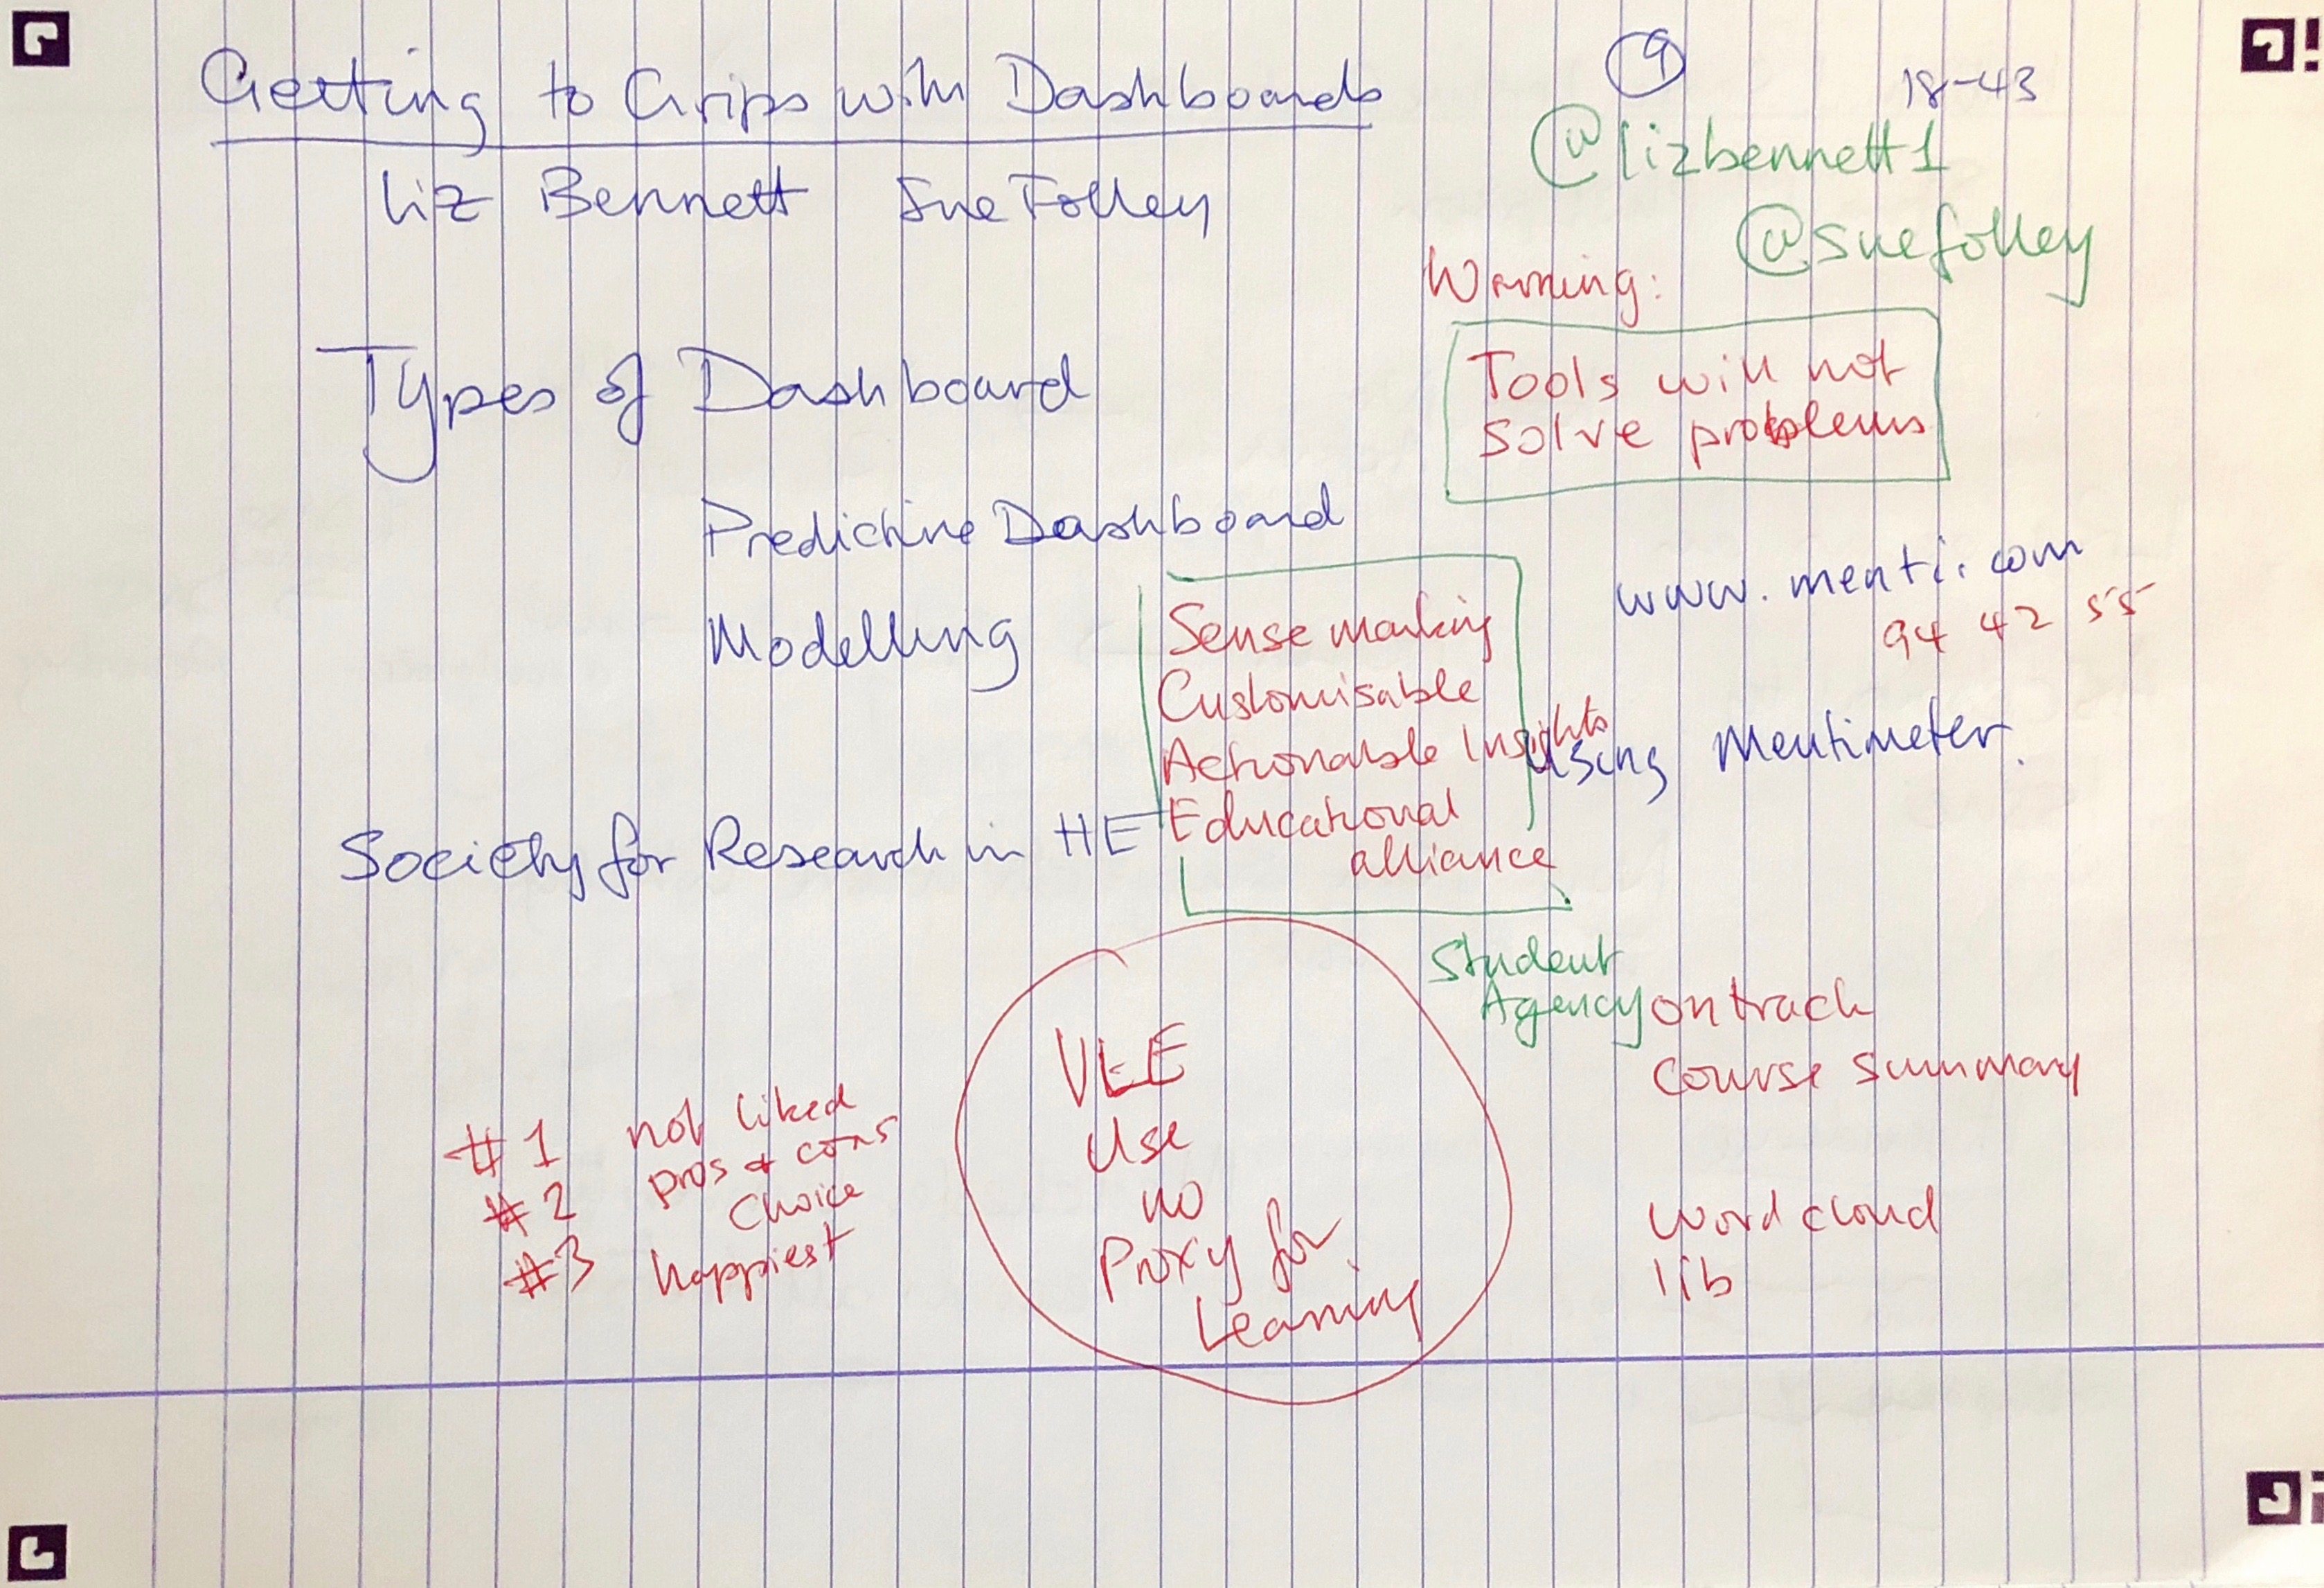 Getting to Grips with Dashboards
9
18-43
Liz Bennett Sue Folley
@lizbennett1
@suefolley
Warning:
Tools will not
solve problems
Types of Dashboard
Predictive Dashboard
Modelling
www.menti.com
94 42 55
Using Mentimeter.
Sense making
Customisable
Actionable Insights
Educational
alliance
Society for Research in HE
Student
Agency
on track
course summary
word cloud
lib
VLE
Use
no
Proxy for
Learning
#1 not liked
pros & cons
#2 choice
#3 happiest